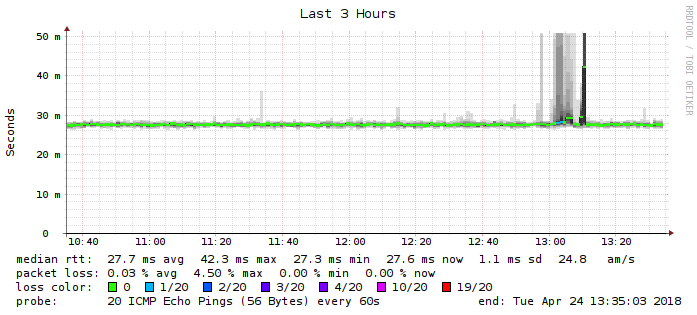 Last 3 Hours
RRDTOOL / TOBI OETIKER
Seconds
50 m
40 m
30 m
20 m
10 m
0
10:40 11:00 11:20 11:40 12:00 12:20 12:40 13:00 13:20
median rtt: 27.7 ms avg 42.3 ms max 27.3 ms min 27.6 ms now 1.1 ms sd 24.8 am/s
packet loss: 0.03 % avg 4.50 % max 0.00 % min 0.00 % now
loss color: 0 1/20 2/20 3/20 4/20 10/20 19/20
probe: 20 ICMP Echo Pings (56 Bytes) every 60s end: Tue Apr 24 13:35:03 2018